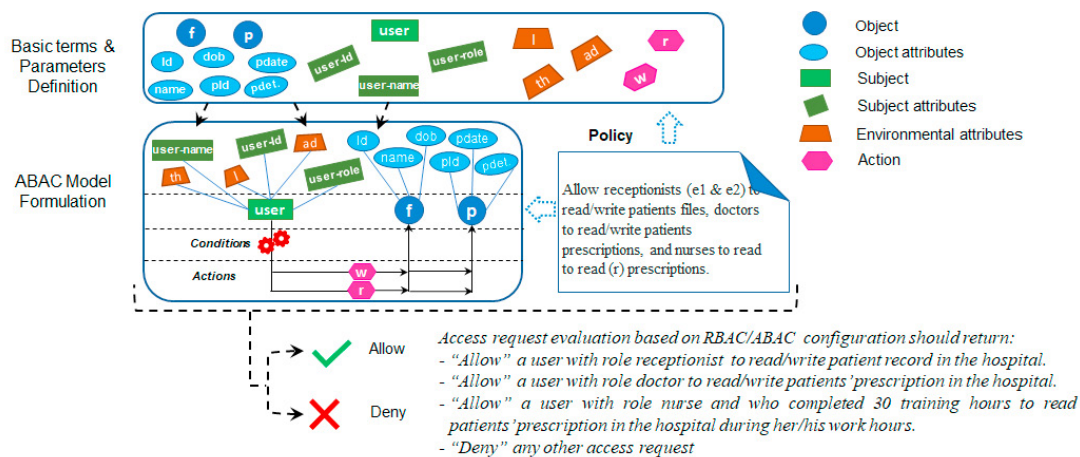 Basic terms &
Parameters
Definition
f
p
Id
dob
pdate
name
pId
pdet.
user-Id
user
user-role
user-name
l
ad
th
r
w
Object
Object attributes
Subject
Subject attributes
Environmental attributes
Action
ABAC Model
Formulation
user-name
user-Id
ad
th
l
user-role
Id
name
dob
pdate
pId
pdet.
user
f
p
Conditions
Actions
w
r
Policy
Allow receptionists (e1 & e2) to
read/write patients files, doctors
to read/write patients
prescriptions, and nurses to read
to read (r) prescriptions.
Allow
Deny
Access request evaluation based on RBAC/ABAC configuration should return:
- “Allow” a user with role receptionist to read/write patient record in the hospital.
- “Allow” a user with role doctor to read/write patients’ prescription in the hospital.
- “Allow” a user with role nurse and who completed 30 training hours to read
patients’ prescription in the hospital during her/his work hours.
- “Deny” any other access request